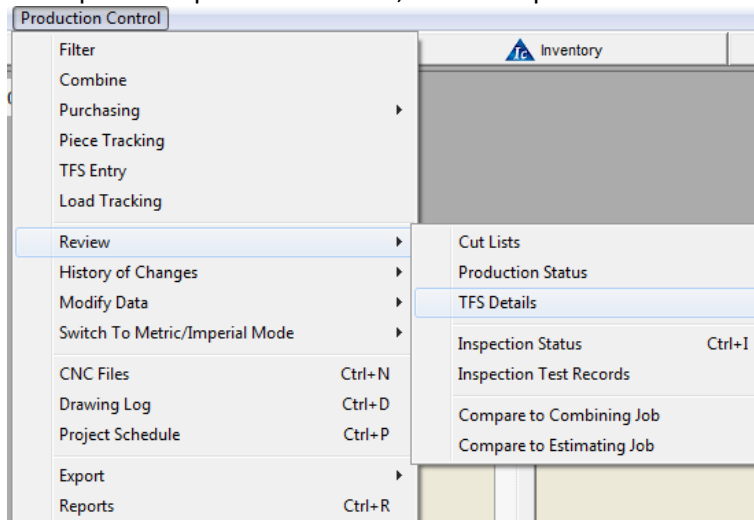 Production Control
Inventory
Filter
Combine
Purchasing
Piece Tracking
TFS Entry
Load Tracking
Review
History of Changes
Modify Data
Switch To Metric/Imperial Mode
CNC Files Ctrl+N
Drawing Log Ctrl+D
Project Schedule Ctrl+P
Export
Reports Ctrl+R
Cut Lists
Production Status
TFS Details
Inspection Status Ctrl+I
Inspection Test Records
Compare to Combining Job
Compare to Estimating Job